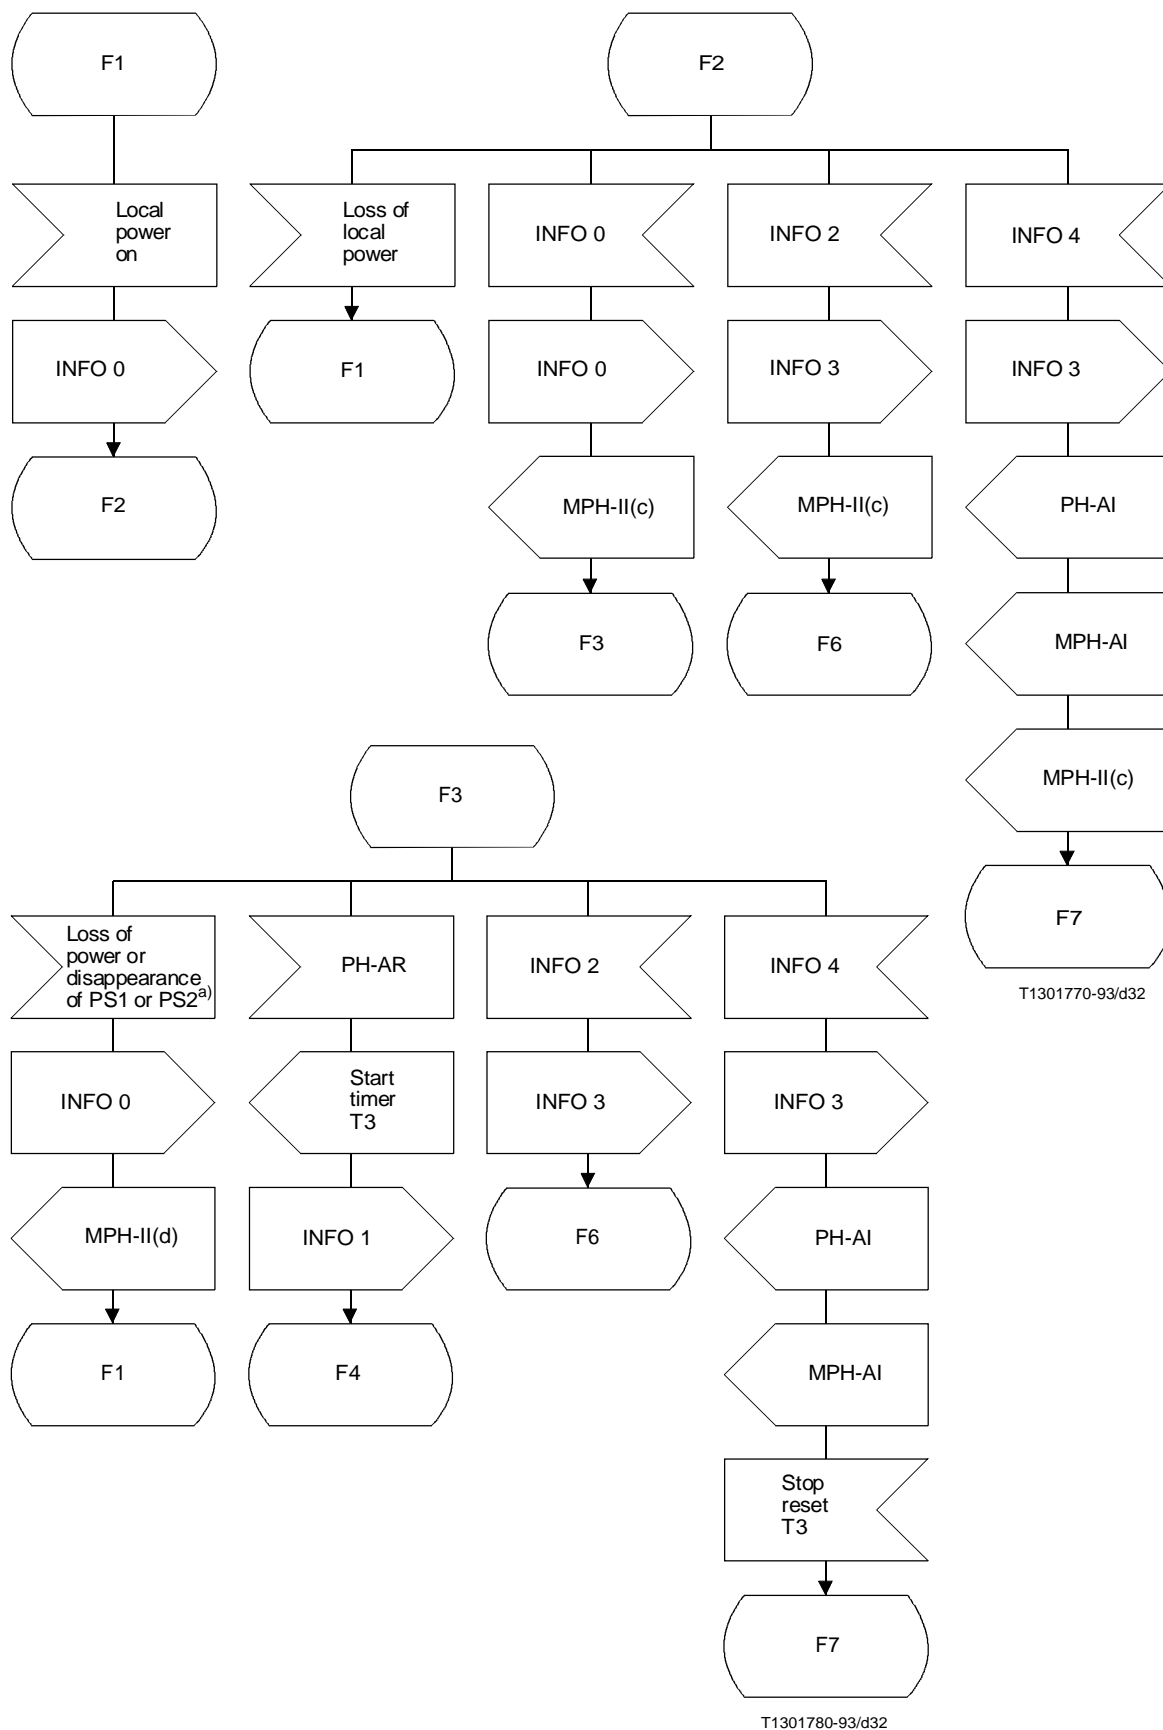 F1
F2
Local
power
on
Loss of
local
power
INFO 0
INFO 2
INFO 4
INFO 0
F1
INFO 0
INFO 3
INFO 3
F2
MPH-II(c)
MPH-II(c)
PH-AI
F3
F6
MPH-AI
MPH-II(c)
F7
T1301770-93/d32
F3
Loss of
power or
disappearance
of PS1 or PS2a)
PH-AR
INFO 2
INFO 4
INFO 0
Start
timer
T3
INFO 3
INFO 3
MPH-II(d)
INFO 1
F6
PH-AI
F1
F4
MPH-AI
Stop
reset
T3
F7
T1301780-93/d32